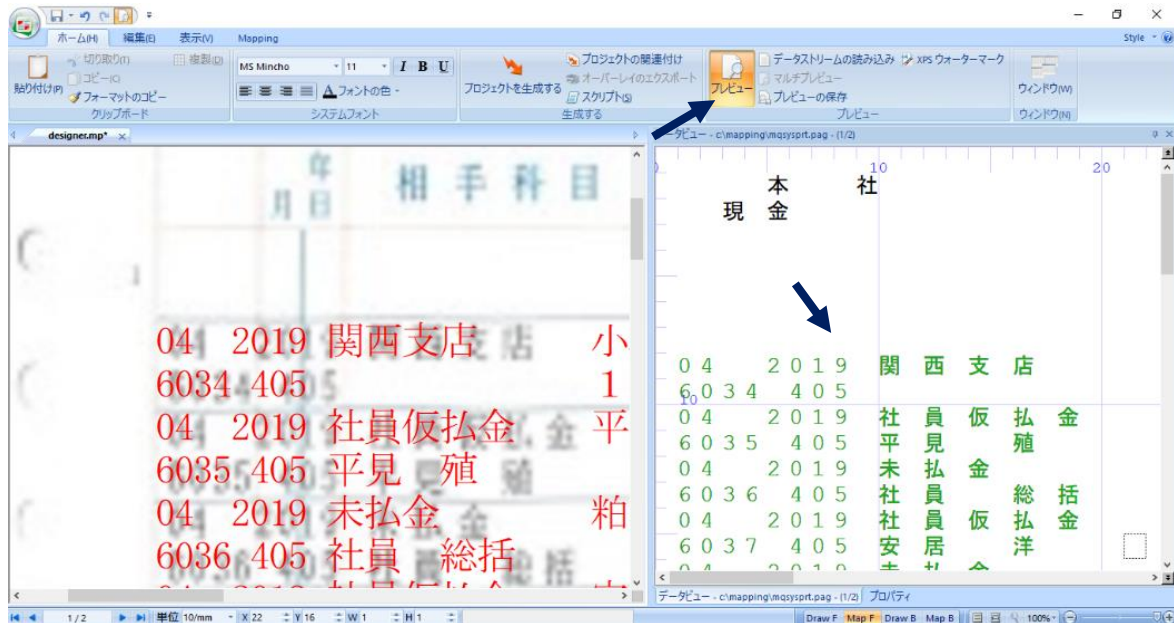 ホーム(H) 編集(E) 表示(V) Mapping Style
切り取り(T) 複製(D) MS Mincho 11 I B U プロジェクトの関連付け データストリームの読み込み XPS ウォーターマーク
コピー(C) オーバーレイのエクスポート マルチプレビュー
貼り付け(P) フォーマットのコピー フォントの色 プロジェクトを生成する スクリプト(S) プレビュー プレビューの保存 ウィンドウ(W)
クリップボード システムフォント 生成する プレビュー ウィンドウ(N)
designer.mp* データビュー - c:\mapping\mqsysprt.pag - (1/2)
年
月 日
相手科目
04 2019 関西支店 小
6034 405 1
04 2019 社員仮払金 平
6035 405 平見 殖
04 2019 未払金 粕
6036 405 社員 総括
0 10 20
本 社
現 金
04 2019 関西支店
6034 405
10
04 2019 社員仮払金
6035 405 平見 殖
04 2019 未払金
6036 405 社員 総括
04 2019 社員仮払金
6037 405 安居 洋
データビュー - c:\mapping\mqsysprt.pag - (1/2) プロパティ
1/2 単位 10/mm X 22 Y 16 W 1 H 1 Draw F Map F Draw B Map B 100%